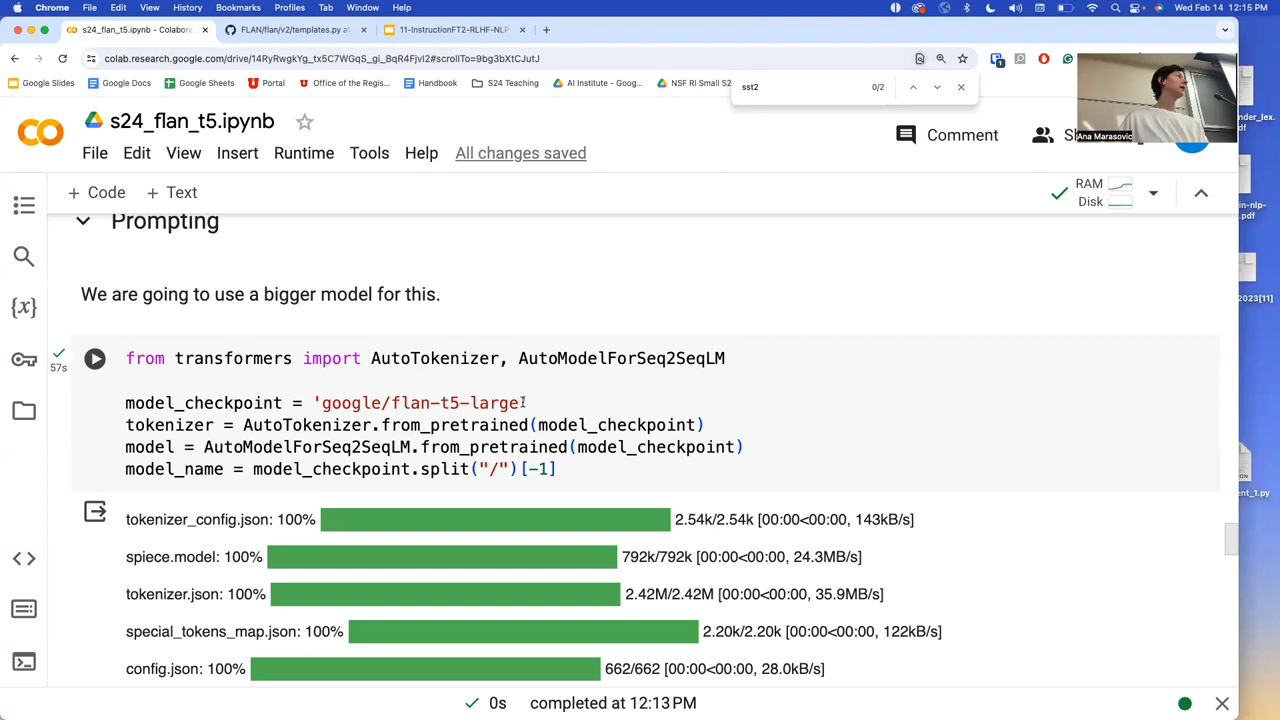 Chrome File Edit View History Bookmarks Profiles Tab Window Help
Wed Feb 14 12:15 PM
s24_flan_t5.ipynb - Colabora
FLAN/flan/v2/templates.py at
11-InstructionFT2-RLHF-NLP
colab.research.google.com/drive/14RyRwgkYs_tx5C7WGqS_gi_BqR4Fjvl2#scrollTo=9bg3bXtCJutJ
Google Slides Google Docs Google Sheets Portal Office of the Regis... Handbook S24 Teaching AI Institute - Goog... NSF RI Small S2
sst2 0/2
Ana Marasovic
s24_flan_t5.ipynb
File Edit View Insert Runtime Tools Help All changes saved
Comment
+ Code + Text
RAM
Disk
Prompting
We are going to use a bigger model for this.
57s
from transformers import AutoTokenizer, AutoModelForSeq2SeqLM
model_checkpoint = 'google/flan-t5-large'
tokenizer = AutoTokenizer.from_pretrained(model_checkpoint)
model = AutoModelForSeq2SeqLM.from_pretrained(model_checkpoint)
model_name = model_checkpoint.split("/")[-1]
tokenizer_config.json: 100% 2.54k/2.54k [00:00<00:00, 143kB/s]
spiece.model: 100% 792k/792k [00:00<00:00, 24.3MB/s]
tokenizer.json: 100% 2.42M/2.42M [00:00<00:00, 35.9MB/s]
special_tokens_map.json: 100% 2.20k/2.20k [00:00<00:00, 122kB/s]
config.json: 100% 662/662 [00:00<00:00, 28.0kB/s]
0s completed at 12:13 PM